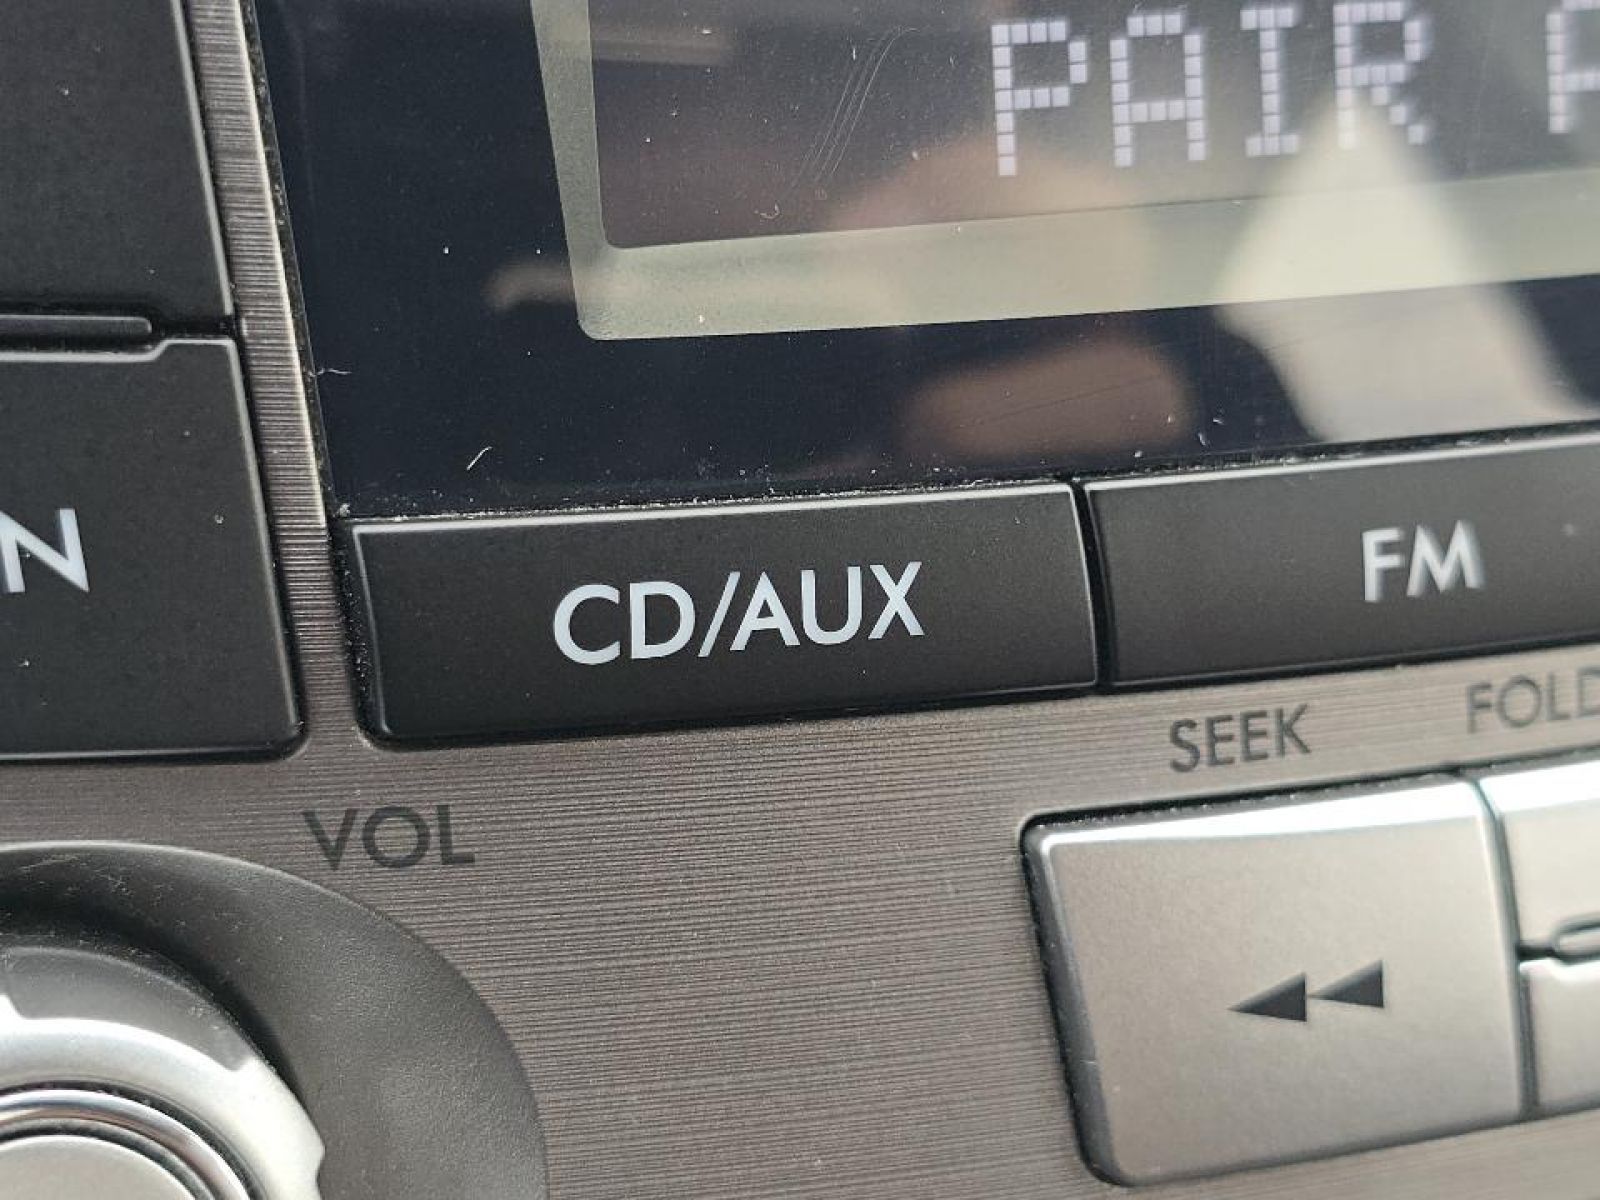 PAIR
CD/AUX
FM
SEEK
VOL